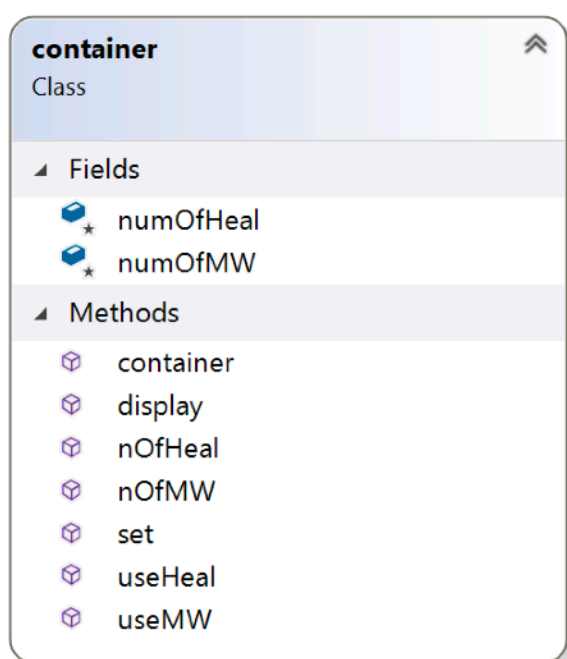 container
Class
Fields
numOfHeal
numOfMW
Methods
container
display
nOfHeal
nOfMW
set
useHeal
useMW